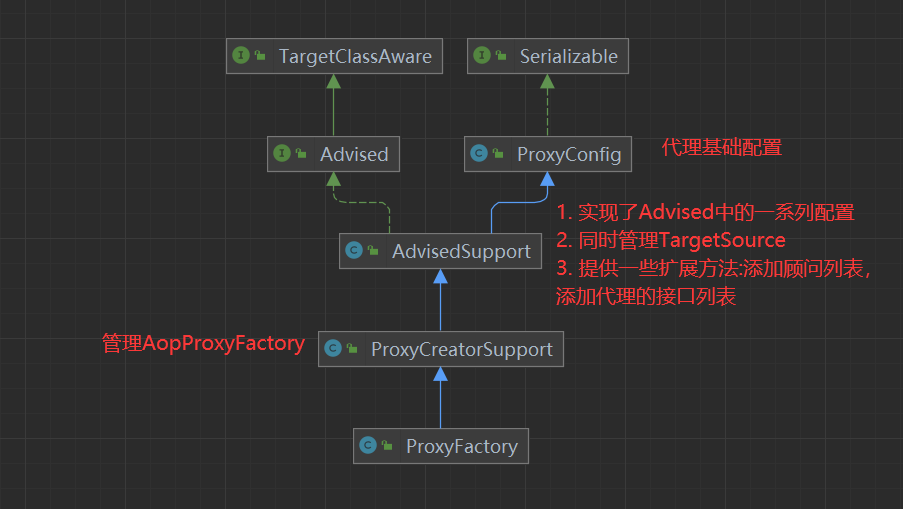 TargetClassAware
Serializable
Advised
ProxyConfig
代理基础配置
1. 实现了Advised中的一系列配置
2. 同时管理TargetSource
3. 提供一些扩展方法:添加顾问列表,
添加代理的接口列表
AdvisedSupport
管理AopProxyFactory
ProxyCreatorSupport
ProxyFactory